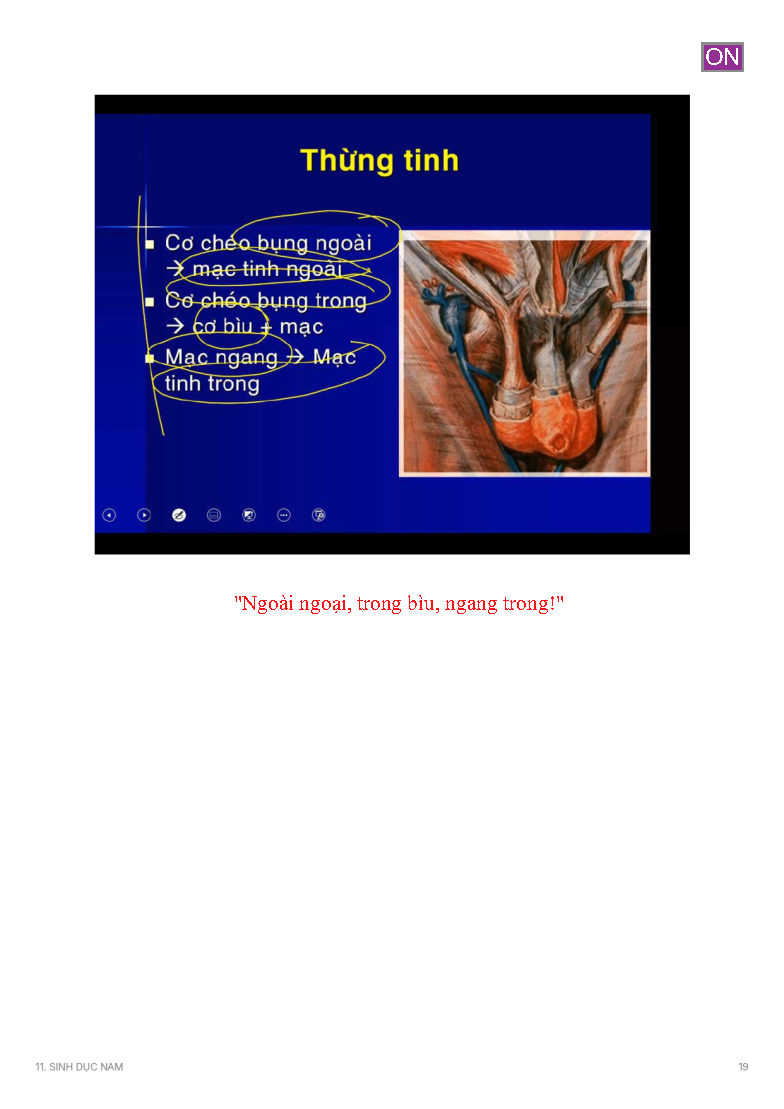 ON
Thừng tinh
■ Cơ chéo bụng ngoài
→ mạc tinh ngoài
■ Cơ chéo bụng trong
→ cơ bìu + mạc
■ Mạc ngang → Mạc
tinh trong
"Ngoài ngoại, trong bìu, ngang trong!"
11. SINH DỤC NAM
19